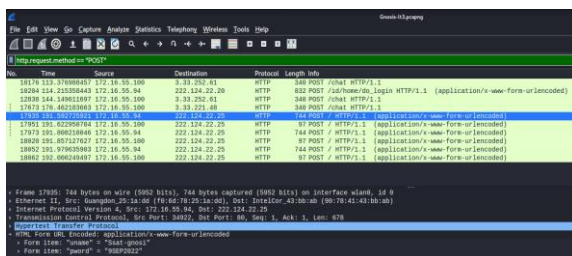 Gnosis-lt3.pcapng
File Edit View Go Capture Analyze Statistics Telephony Wireless Tools Help
http.request.method == "POST"
No. Time Source Destination Protocol Length Info
10176 113.376980457 172.16.55.100 3.33.252.61 HTTP 340 POST /chat HTTP/1.1
10204 114.215358443 172.16.55.94 222.124.22.20 HTTP 832 POST /id/home/do_login HTTP/1.1 (application/x-www-form-urlencoded)
12838 144.149611697 172.16.55.100 3.33.252.61 HTTP 340 POST /chat HTTP/1.1
17673 176.462183603 172.16.55.100 3.33.221.48 HTTP 340 POST /chat HTTP/1.1
17935 191.592725921 172.16.55.94 222.124.22.25 HTTP 744 POST / HTTP/1.1 (application/x-www-form-urlencoded)
17951 191.622950704 172.16.55.100 222.124.22.25 HTTP 97 POST / HTTP/1.1 (application/x-www-form-urlencoded)
17973 191.800218046 172.16.55.94 222.124.22.25 HTTP 744 POST / HTTP/1.1 (application/x-www-form-urlencoded)
18020 191.857127627 172.16.55.100 222.124.22.25 HTTP 97 POST / HTTP/1.1 (application/x-www-form-urlencoded)
18052 191.979635903 172.16.55.94 222.124.22.25 HTTP 744 POST / HTTP/1.1 (application/x-www-form-urlencoded)
18062 192.000249497 172.16.55.100 222.124.22.25 HTTP 97 POST / HTTP/1.1 (application/x-www-form-urlencoded)
Frame 17935: 744 bytes on wire (5952 bits), 744 bytes captured (5952 bits) on interface wlan0, id 0
Ethernet II, Src: Guangdon_25:1a:dd (f0:6d:78:25:1a:dd), Dst: IntelCor_43:bb:ab (90:78:41:43:bb:ab)
Internet Protocol Version 4, Src: 172.16.55.94, Dst: 222.124.22.25
Transmission Control Protocol, Src Port: 34922, Dst Port: 80, Seq: 1, Ack: 1, Len: 678
Hypertext Transfer Protocol
HTML Form URL Encoded: application/x-www-form-urlencoded
Form item: "uname" = "Ssat-gnosi"
Form item: "pword" = "9SEP2022"